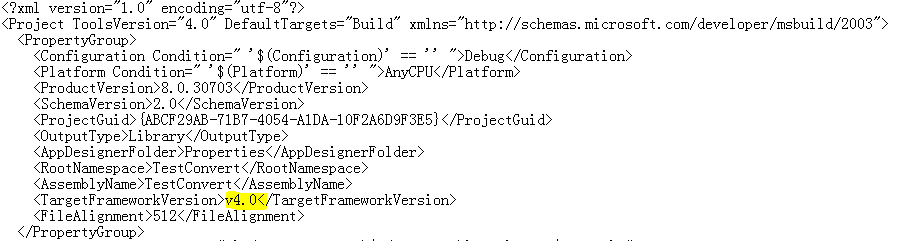 <?xml version="1.0" encoding="utf-8"?>
<Project ToolsVersion="4.0" DefaultTargets="Build" xmlns="http://schemas.microsoft.com/developer/msbuild/2003">
<PropertyGroup>
<Configuration Condition=" '$(Configuration)' == '' ">Debug</Configuration>
<Platform Condition=" '$(Platform)' == '' ">AnyCPU</Platform>
<ProductVersion>8.0.30703</ProductVersion>
<SchemaVersion>2.0</SchemaVersion>
<ProjectGuid>{ABCF29AB-71B7-4054-A1DA-10F2A6D9F3E5}</ProjectGuid>
<OutputType>Library</OutputType>
<AppDesignerFolder>Properties</AppDesignerFolder>
<RootNamespace>TestConvert</RootNamespace>
<AssemblyName>TestConvert</AssemblyName>
<TargetFrameworkVersion>v4.0</TargetFrameworkVersion>
<FileAlignment>512</FileAlignment>
</PropertyGroup>